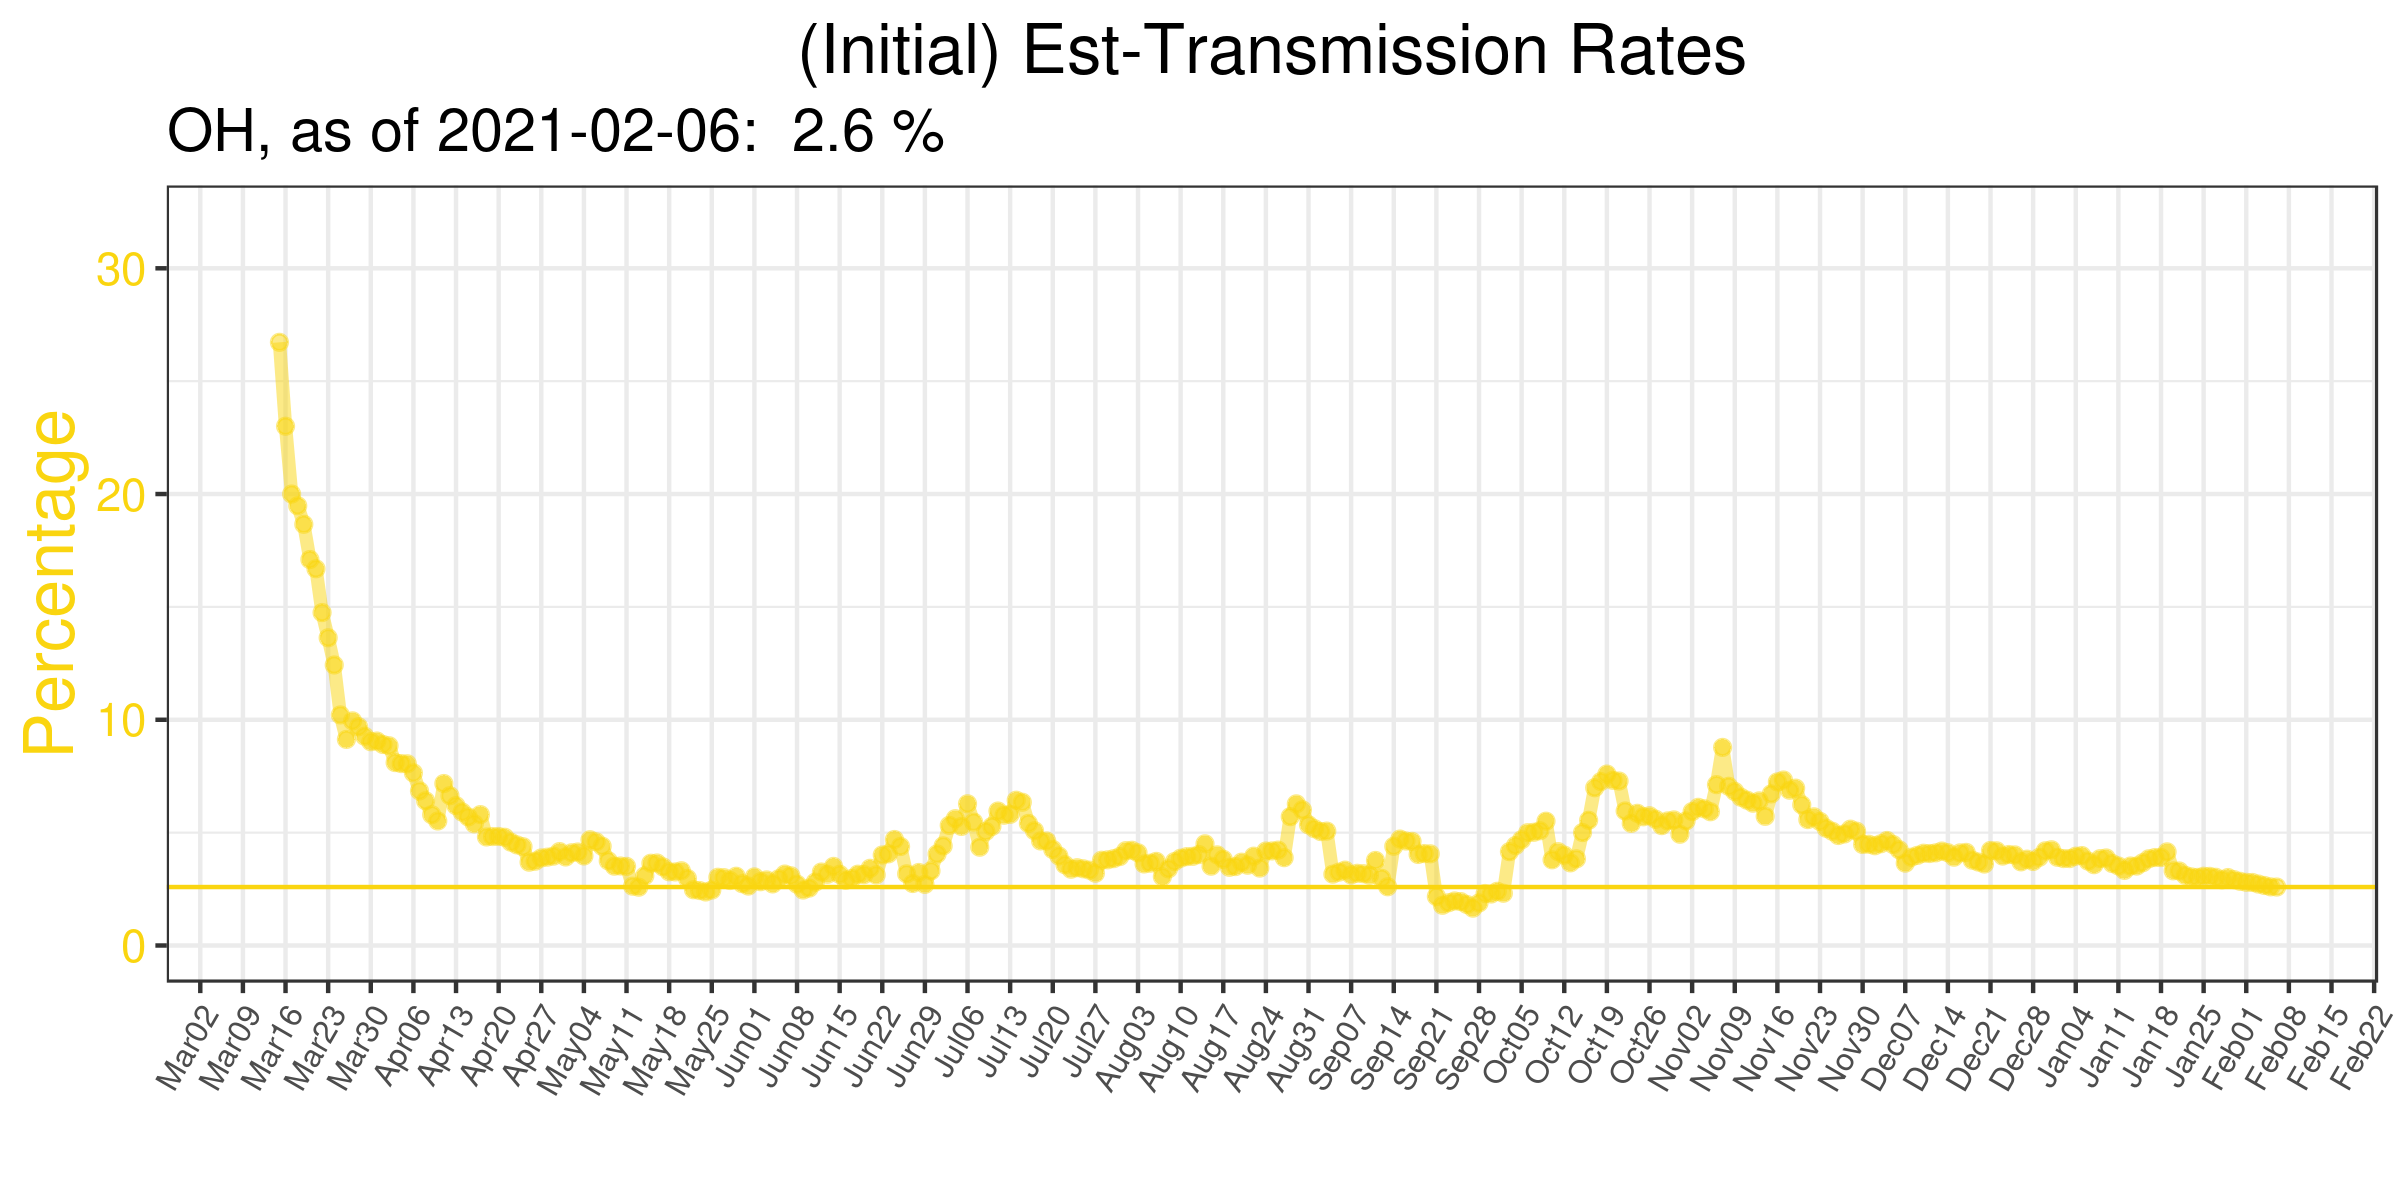 (Initial) Est-Transmission Rates
OH, as of 2021-02-06:  2.6 %
Percentage
30
20
10
0
Mar02 Mar09 Mar16 Mar23 Mar30 Apr06 Apr13 Apr20 Apr27 May04 May11 May18 May25 Jun01 Jun08 Jun15 Jun22 Jun29 Jul06 Jul13 Jul20 Jul27 Aug03 Aug10 Aug17 Aug24 Aug31 Sep07 Sep14 Sep21 Sep28 Oct05 Oct12 Oct19 Oct26 Nov02 Nov09 Nov16 Nov23 Nov30 Dec07 Dec14 Dec21 Dec28 Jan04 Jan11 Jan18 Jan25 Feb01 Feb08 Feb15 Feb22